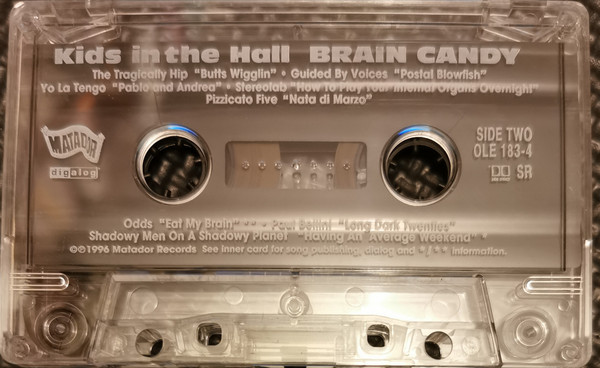 Kids in the Hall BRAIN CANDY
The Tragically Hip "Butts Wigglin" • Guided By Voices "Postal Blowfish"
Yo La Tengo "Pablo and Andrea" • Stereolab "How To Play Your Internal Organs Overnight"
Pizzicato Five "Nata di Marzo"
MATADOR
digalog
SIDE TWO
OLE 183-4
SR
Odds "Eat My Brain" ** • Paul Bellini "Long Dark Twenties"
Shadowy Men On A Shadowy Planet "Having An Average Weekend" *
©℗1996 Matador Records See inner card for song publishing, dialog and */** information.